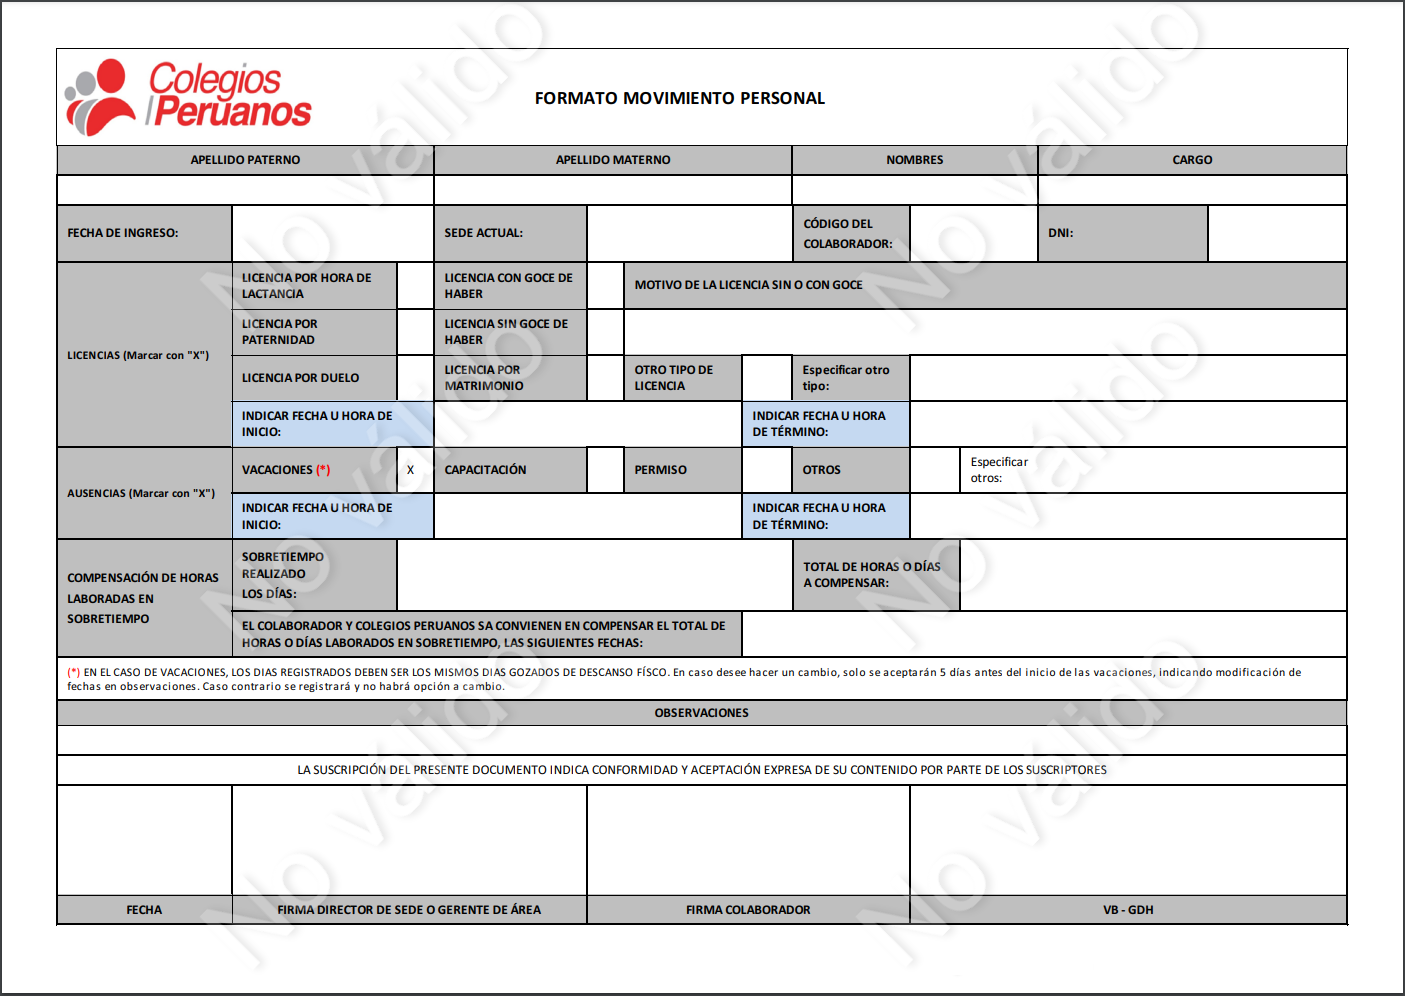 Colegios
Peruanos
FORMATO MOVIMIENTO PERSONAL
APELLIDO PATERNO
APELLIDO MATERNO
NOMBRES
CARGO
FECHA DE INGRESO:
SEDE ACTUAL:
CÓDIGO DEL
COLABORADOR:
DNI:
LICENCIAS (Marcar con "X")
LICENCIA POR HORA DE
LACTANCIA
LICENCIA CON GOCE DE
HABER
MOTIVO DE LA LICENCIA SIN O CON GOCE
LICENCIA POR
PATERNIDAD
LICENCIA SIN GOCE DE
HABER
LICENCIA POR DUELO
LICENCIA POR
MATRIMONIO
OTRO TIPO DE
LICENCIA
Especificar otro
tipo:
INDICAR FECHA U HORA DE
INICIO:
INDICAR FECHA U HORA
DE TÉRMINO:
AUSENCIAS (Marcar con "X")
VACACIONES (*)
X
CAPACITACIÓN
PERMISO
OTROS
Especificar
otros:
INDICAR FECHA U HORA DE
INICIO:
INDICAR FECHA U HORA
DE TÉRMINO:
COMPENSACIÓN DE HORAS
LABORADAS EN
SOBRETIEMPO
SOBRETIEMPO
REALIZADO
LOS DÍAS:
TOTAL DE HORAS O DÍAS
A COMPENSAR:
EL COLABORADOR Y COLEGIOS PERUANOS SA CONVIENEN EN COMPENSAR EL TOTAL DE
HORAS O DÍAS LABORADOS EN SOBRETIEMPO, LAS SIGUIENTES FECHAS:
(*) EN EL CASO DE VACACIONES, LOS DIAS REGISTRADOS DEBEN SER LOS MISMOS DIAS GOZADOS DE DESCANSO FÍSCO. En caso desee hacer un cambio, solo se aceptarán 5 días antes del inicio de las vacaciones, indicando modificación de
fechas en observaciones. Caso contrario se registrará y no habrá opción a cambio.
OBSERVACIONES
LA SUSCRIPCIÓN DEL PRESENTE DOCUMENTO INDICA CONFORMIDAD Y ACEPTACIÓN EXPRESA DE SU CONTENIDO POR PARTE DE LOS SUSCRIPTORES
FECHA
FIRMA DIRECTOR DE SEDE O GERENTE DE ÁREA
FIRMA COLABORADOR
VB - GDH
No válido
No válido
No válido
No válido
No válido
No válido